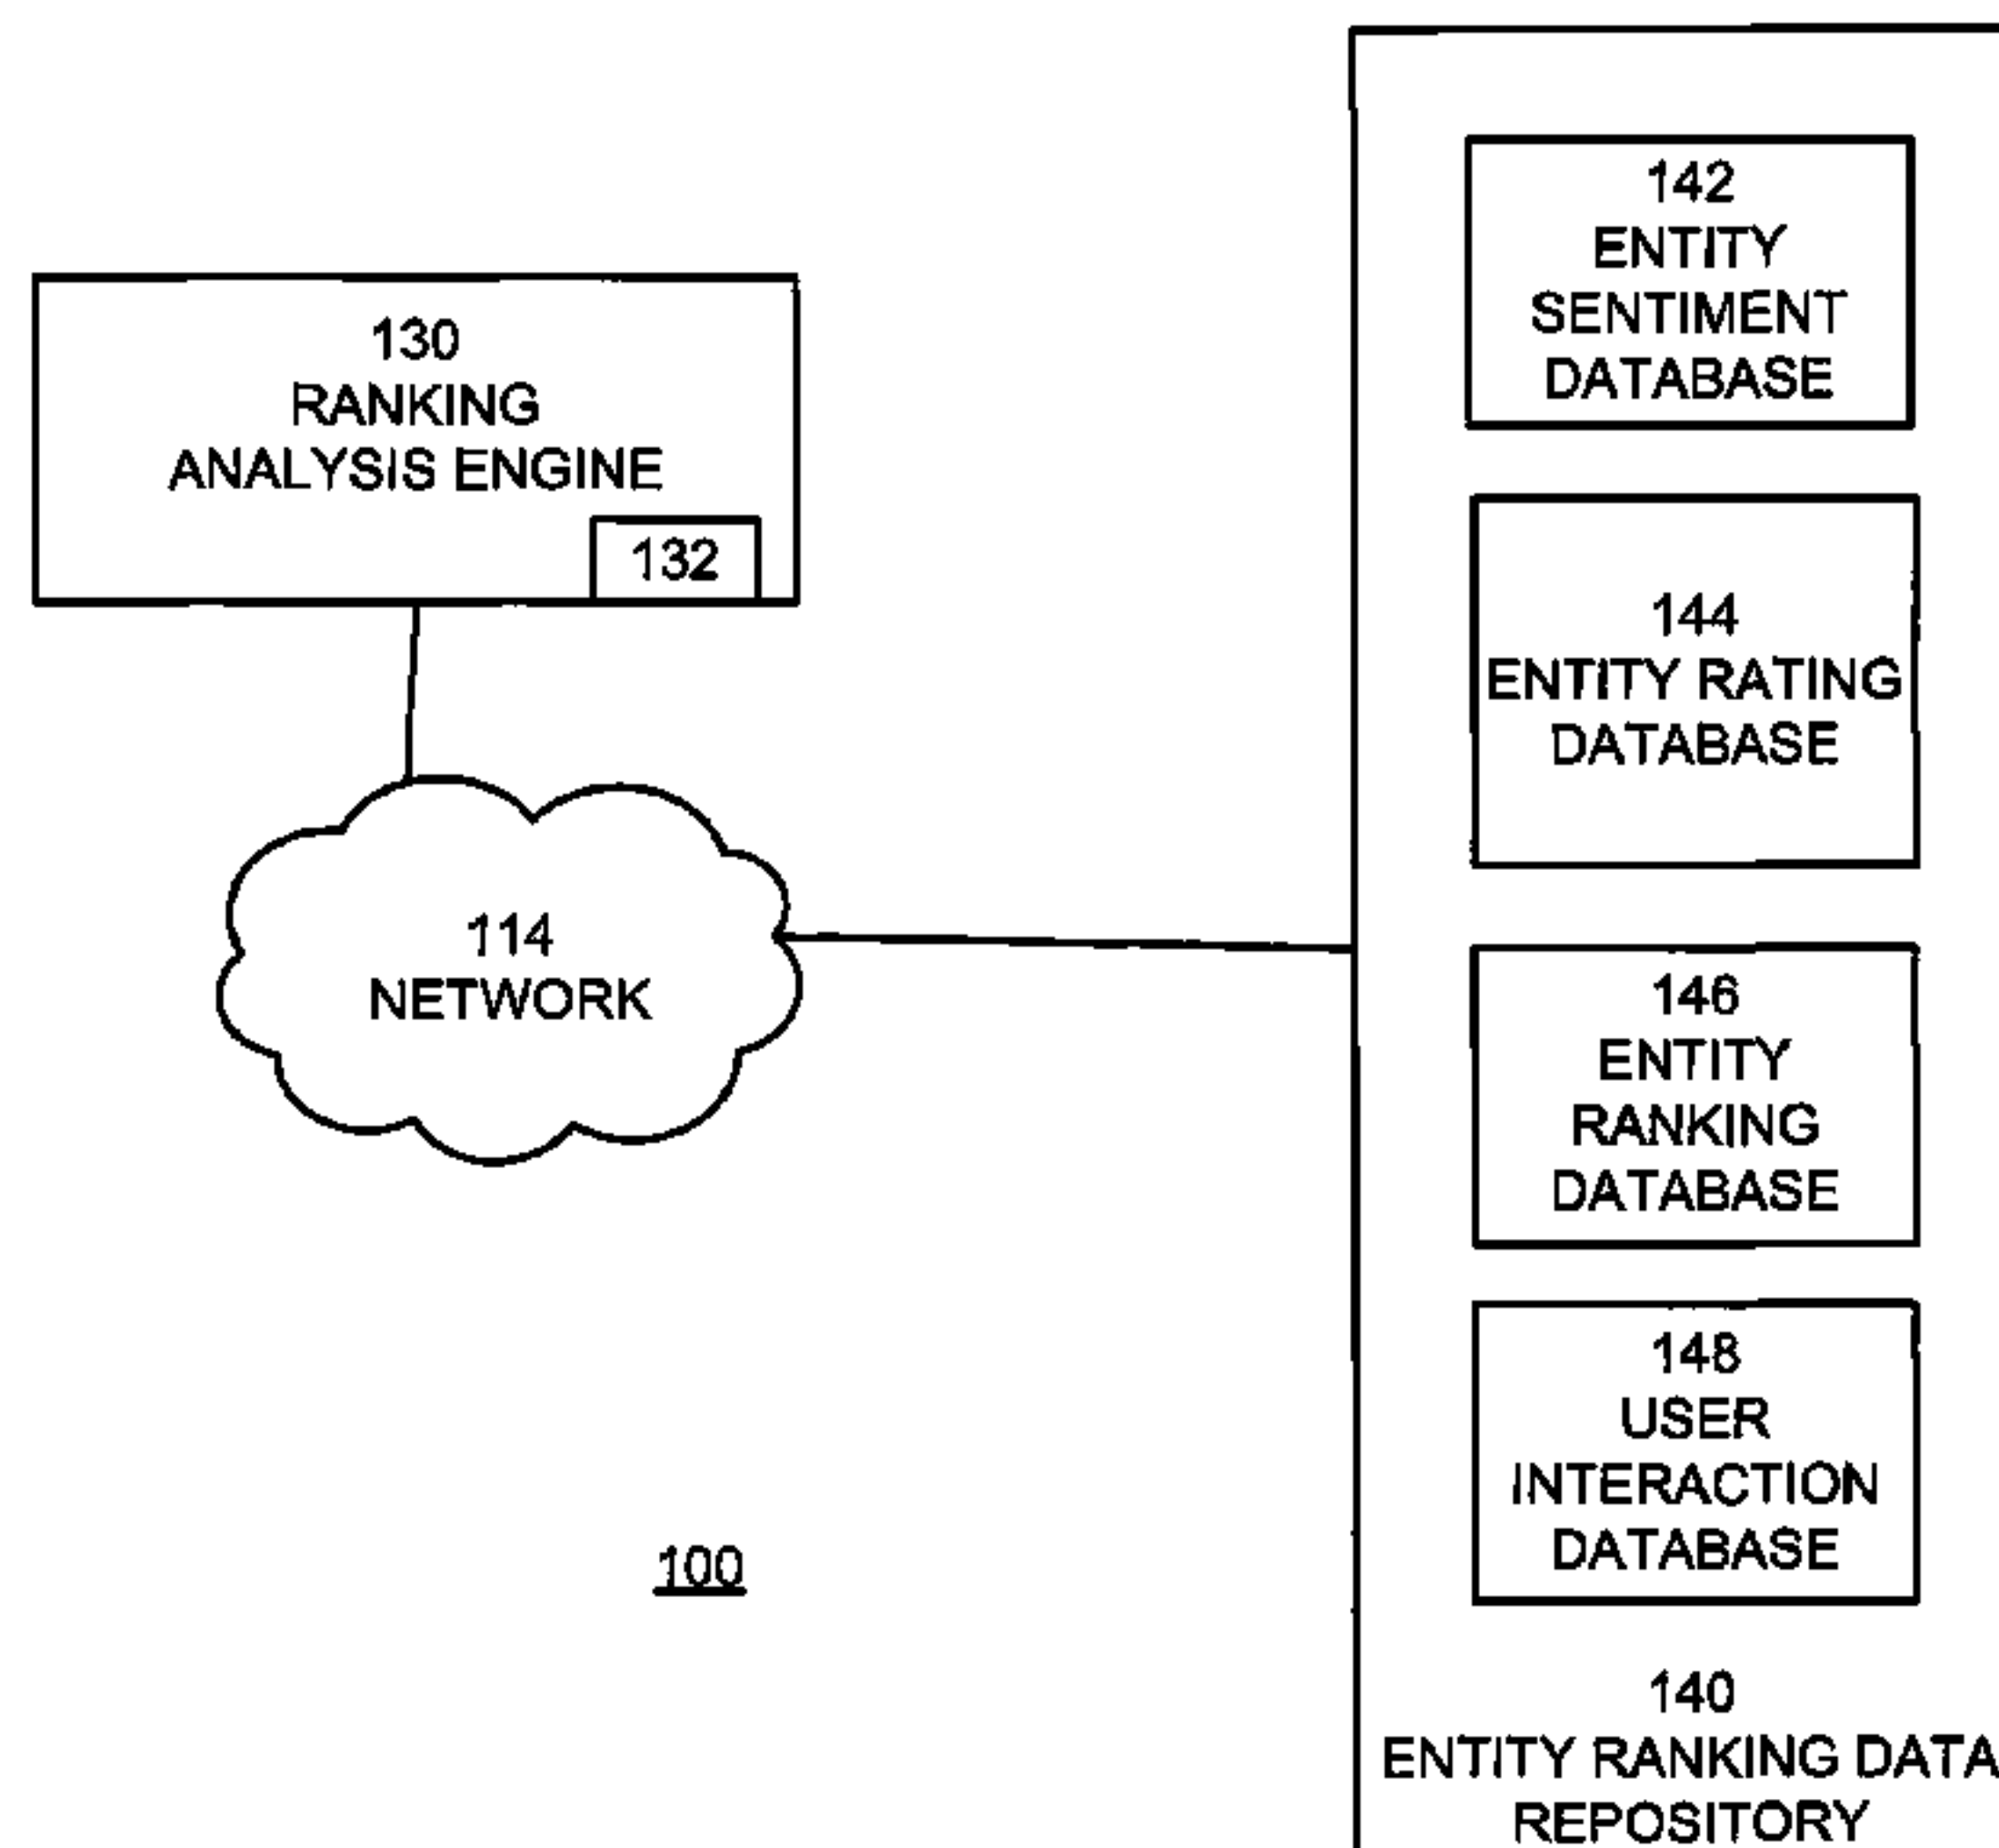 130
RANKING
ANALYSIS ENGINE
132
114
NETWORK
100
142
ENTITY
SENTIMENT
DATABASE
144
ENTITY RATING
DATABASE
146
ENTITY
RANKING
DATABASE
148
USER
INTERACTION
DATABASE
140
ENTITY RANKING DATA
REPOSITORY